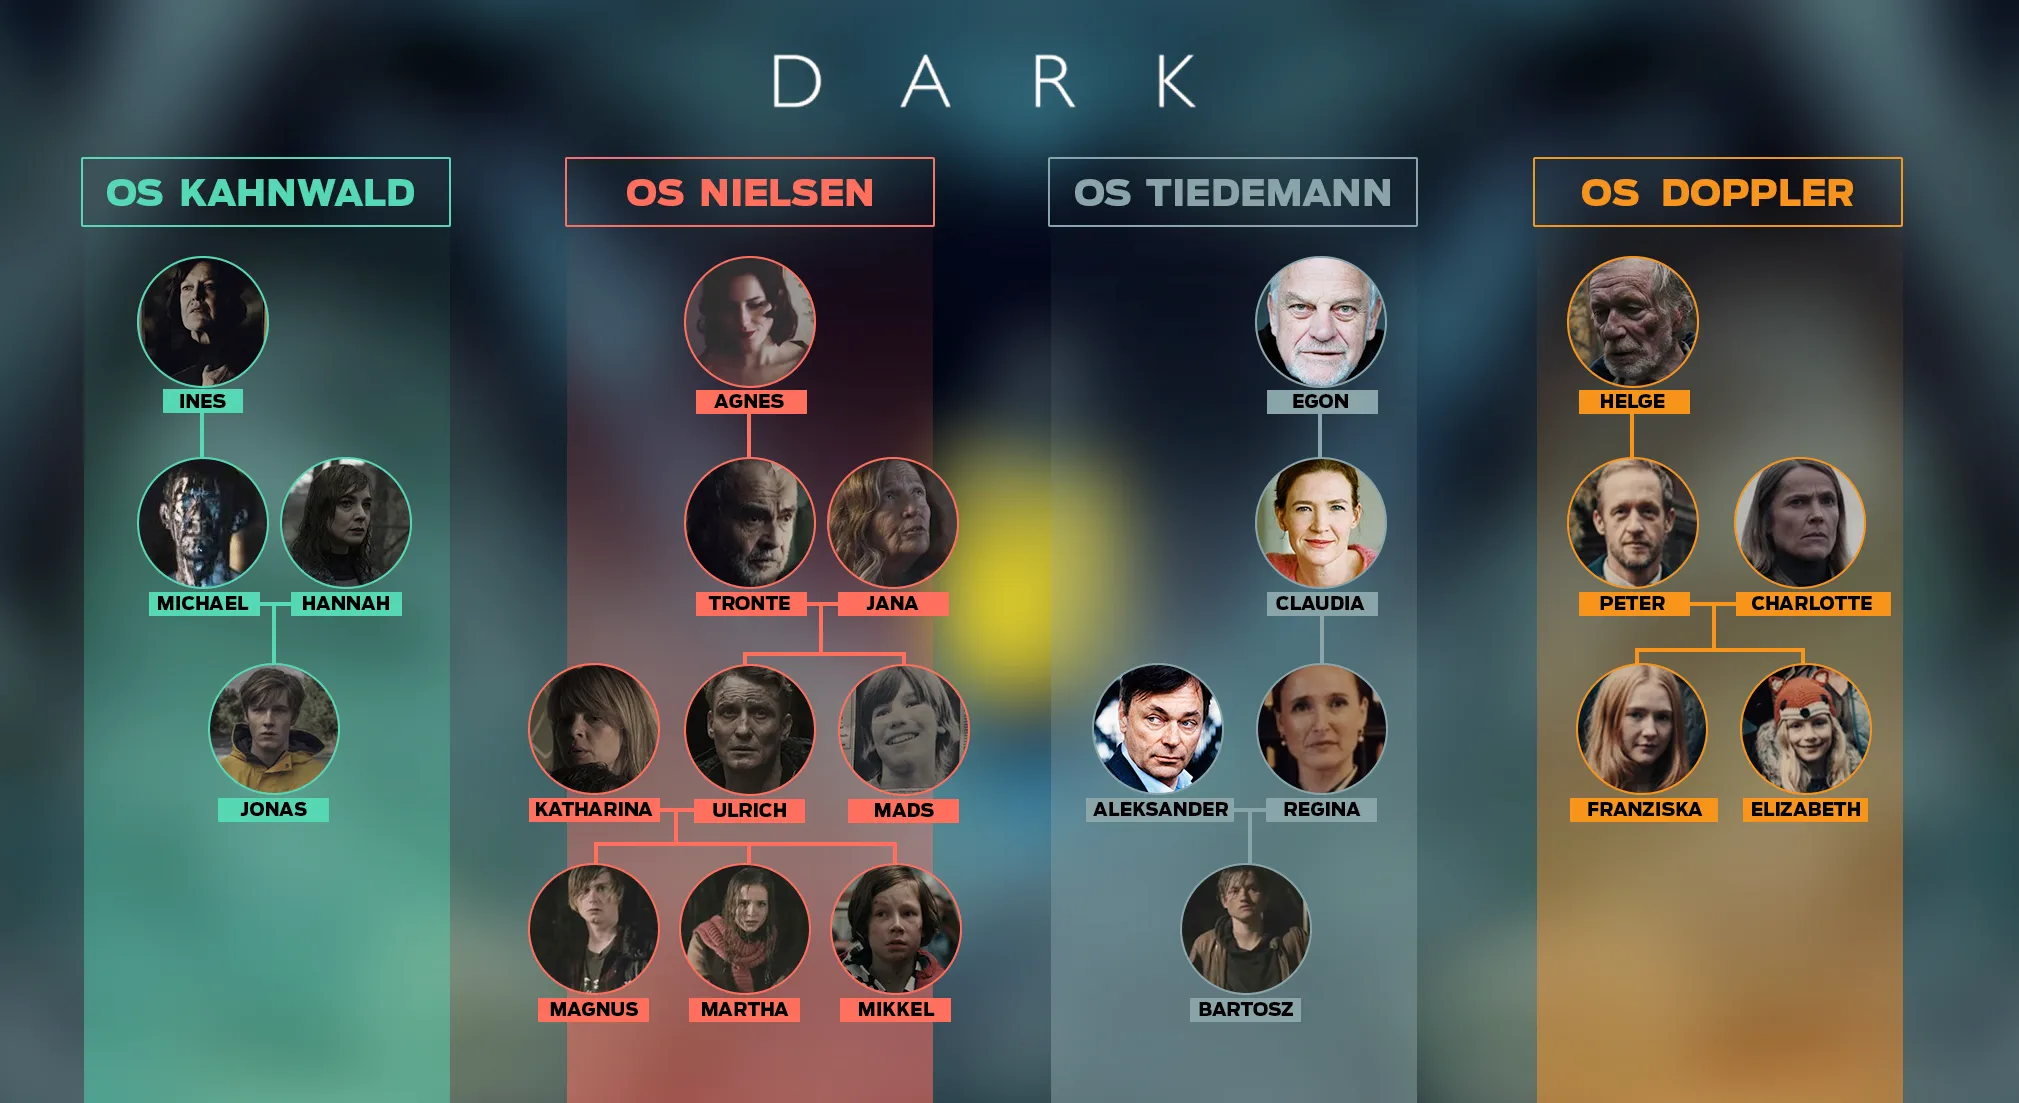 DARK
OS KAHNWALD
INES
MICHAEL
HANNAH
JONAS
OS NIELSEN
AGNES
TRONTE
JANA
KATHARINA
ULRICH
MADS
MAGNUS
MARTHA
MIKKEL
OS TIEDEMANN
EGON
CLAUDIA
ALEKSANDER
REGINA
BARTOSZ
OS DOPPLER
HELGE
PETER
CHARLOTTE
FRANZISKA
ELIZABETH